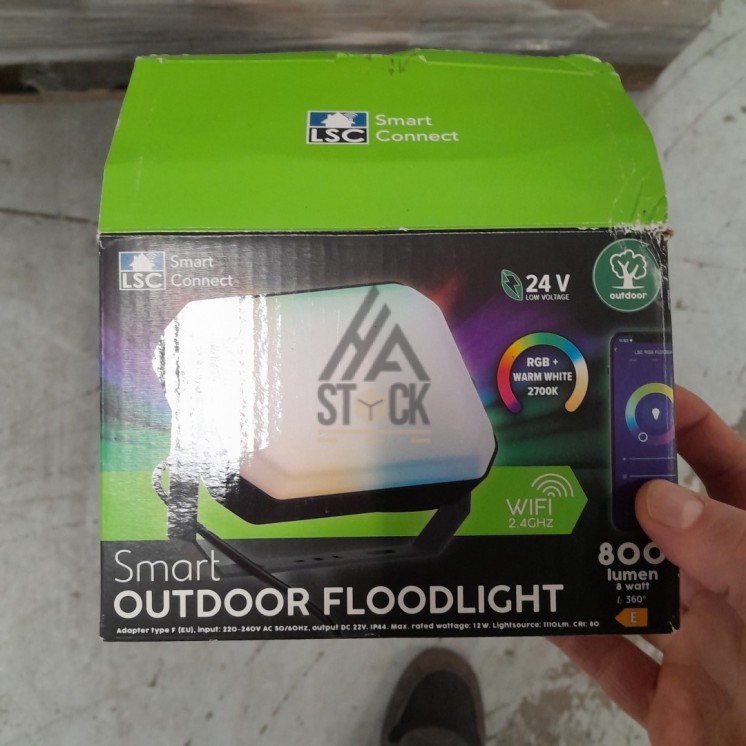 LSC
Smart
Connect
LSC
Smart
Connect
24 V
LOW VOLTAGE
outdoor
RGB +
WARM WHITE
2700K
HA
STOCK
WIFI
2.4GHZ
Smart
OUTDOOR FLOODLIGHT
800
lumen
8 watt
360°
E
Adapter type F (EU), input: 220-240V AC 50/60Hz, output DC 22V. IP44. Max. rated wattage: 12W. Lightsource: 1110Lm. CRI: 80